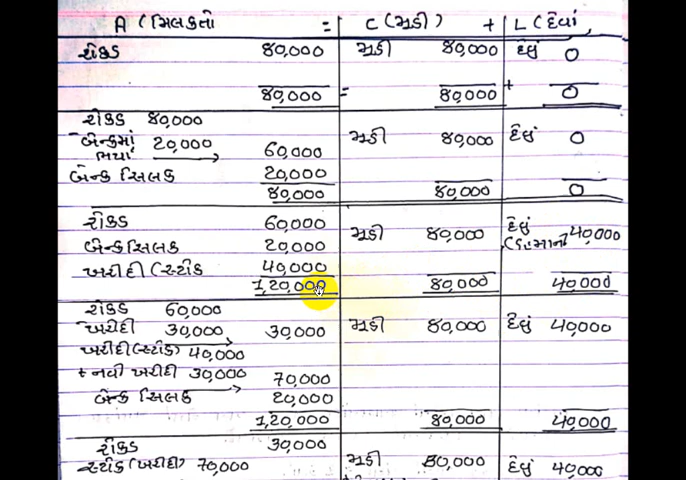 A (મિલકતો = C (મૂડી) + L (દેવાં
રોકડ 80,000 મૂડી 80,000 દેવું 0
80,000 = 80,000 + 0
રોકડ 80,000
-બેન્કમાં 20,000 60,000 મૂડી 80,000 દેવું 0
ભર્યા
બેન્ક સિલક 20,000
80,000 80,000 0
રોકડ 60,000 મૂડી 80,000 દેવું 40,000
બેન્ક સિલક 20,000
ખરીદી (સ્ટોક 40,000
1,20,000 80,000 40,000
રોકડ 60,000
-ખરીદી 30,000 30,000 મૂડી 80,000 દેવું 40,000
ખરીદી (સ્ટોક) 40,000
+ નવી ખરીદી 30,000 70,000
બેન્ક સિલક 20,000
1,20,000 80,000 40,000
રોકડ 30,000
-સ્ટોક (ખરીદી) 70,000 મૂડી 80,000 દેવું 40,000